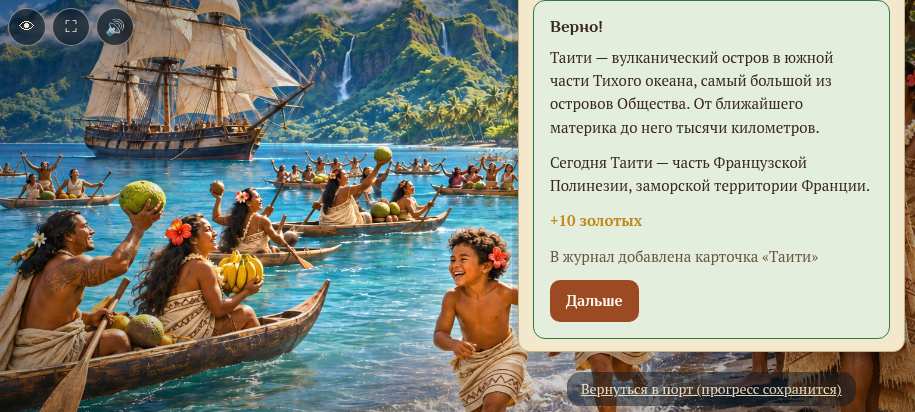 Верно!
Таити — вулканический остров в южной
части Тихого океана, самый большой из
островов Общества. От ближайшего
материка до него тысячи километров.
Сегодня Таити — часть Французской
Полинезии, заморской территории Франции.
+10 золотых
В журнал добавлена карточка «Таити»
Дальше
Вернуться в порт (прогресс сохранится)